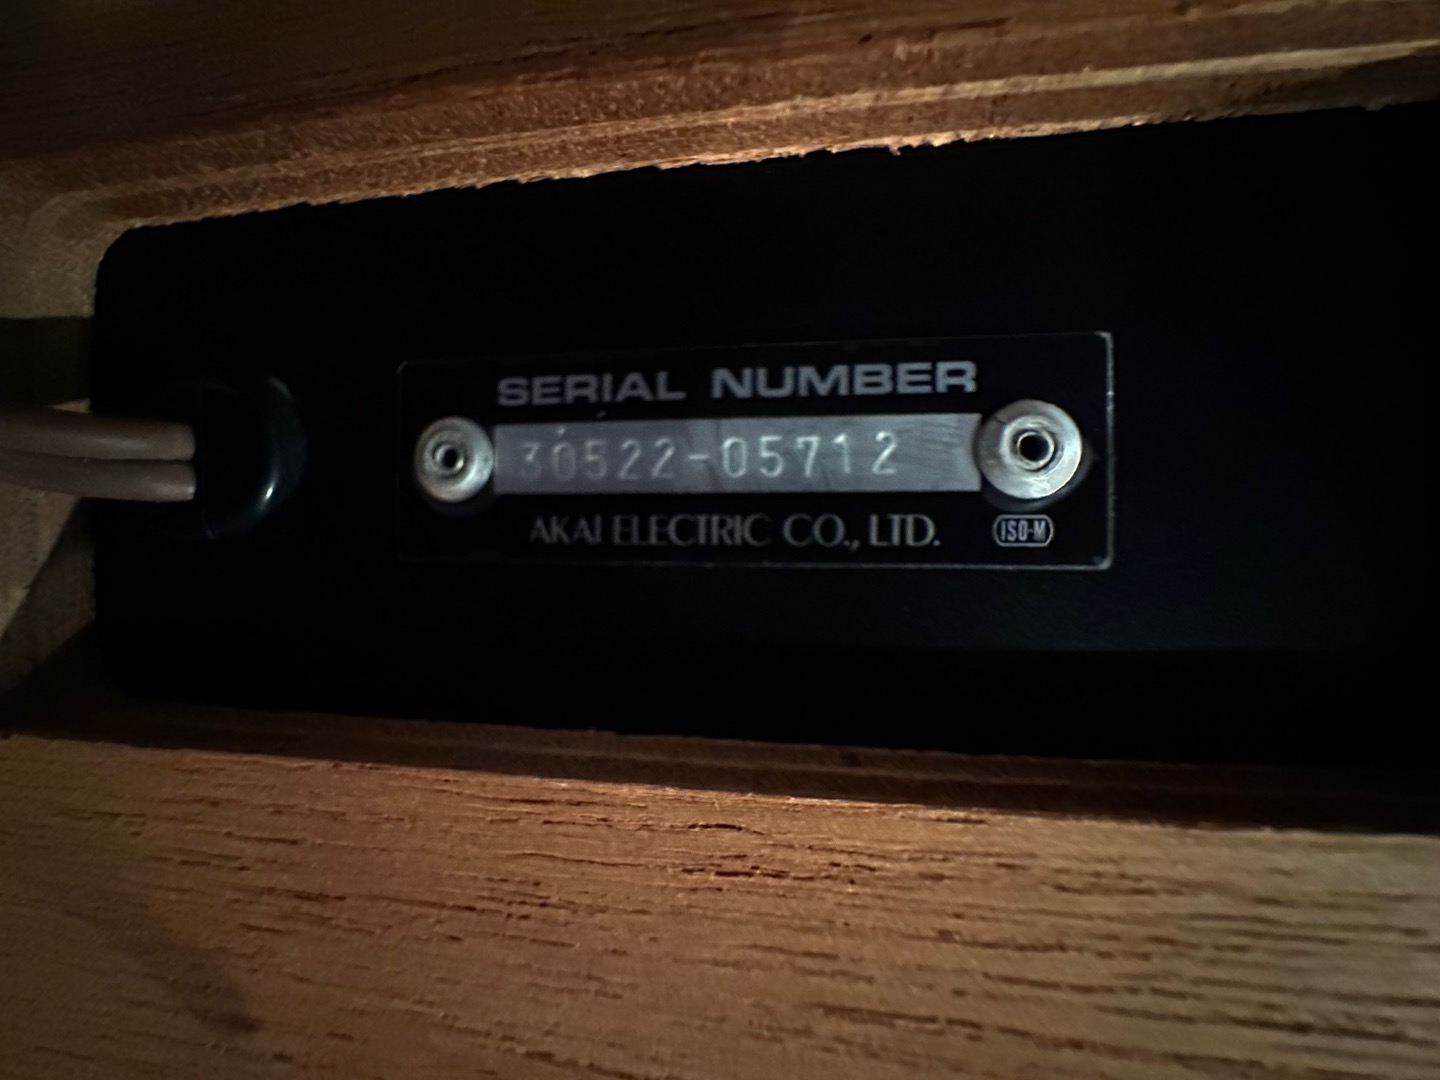 SERIAL NUMBER
30522-05712
AKAI ELECTRIC CO., LTD.
ISO-M